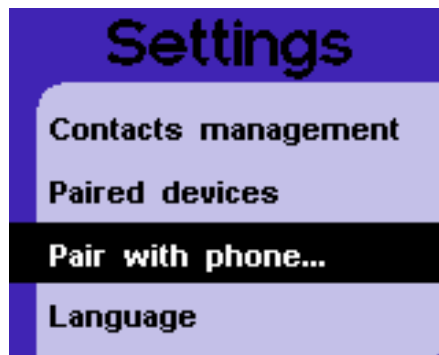 Settings
Contacts management
Paired devices
Pair with phone...
Language